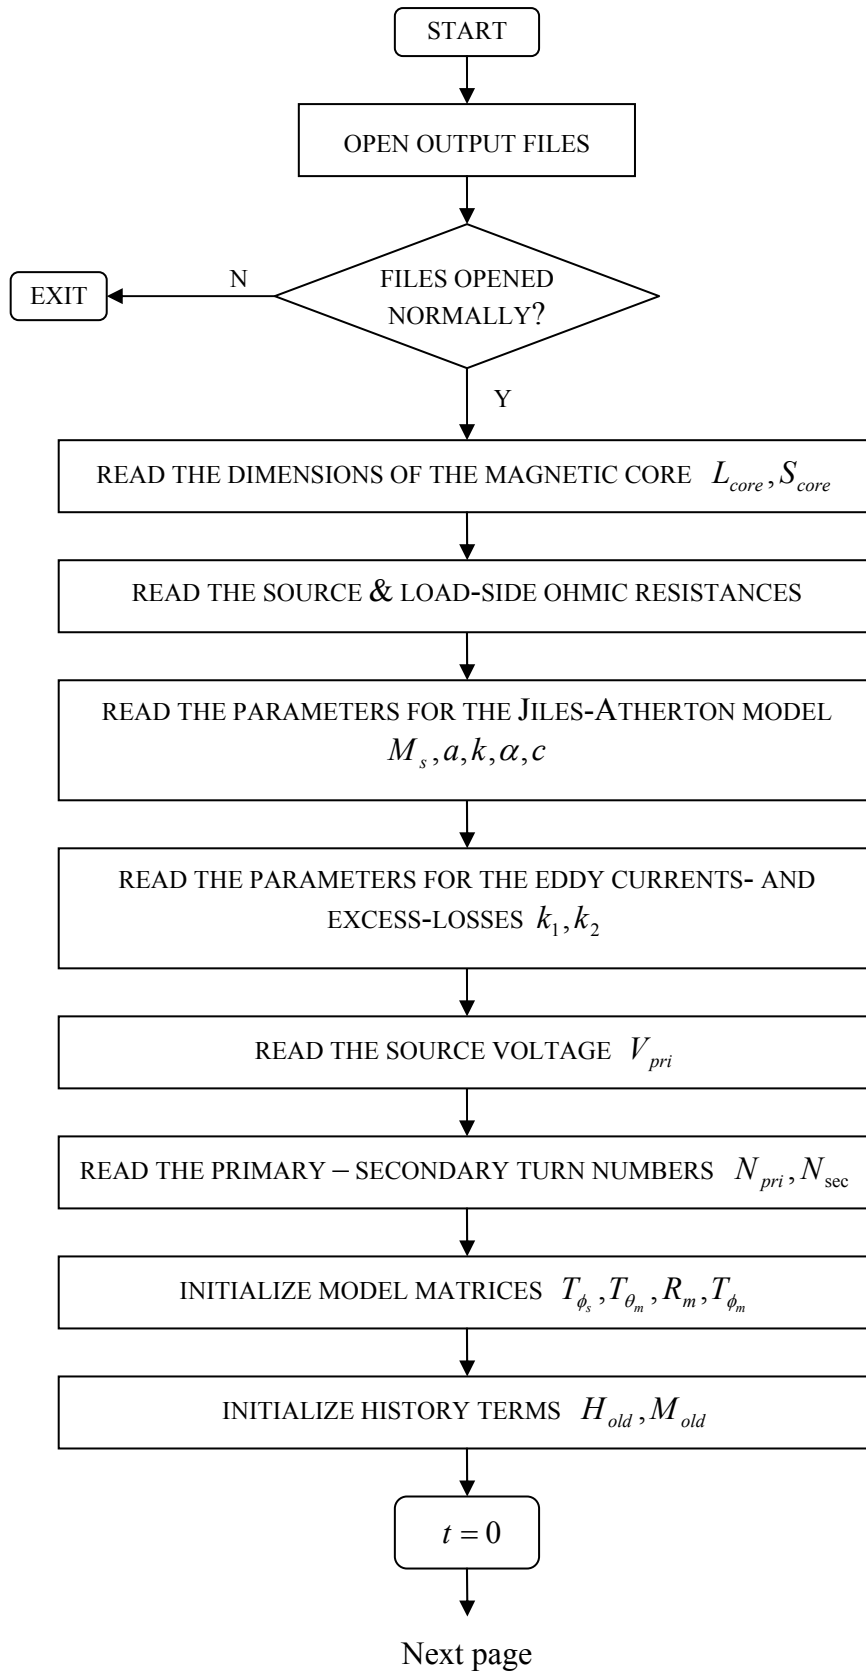 START
OPEN OUTPUT FILES
FILES OPENED
NORMALLY?
N
EXIT
Y
READ THE DIMENSIONS OF THE MAGNETIC CORE L_core, S_core
READ THE SOURCE & LOAD-SIDE OHMIC RESISTANCES
READ THE PARAMETERS FOR THE JILES-ATHERTON MODEL
M_s, a, k, α, c
READ THE PARAMETERS FOR THE EDDY CURRENTS- AND
EXCESS-LOSSES k_1, k_2
READ THE SOURCE VOLTAGE V_pri
READ THE PRIMARY – SECONDARY TURN NUMBERS N_pri, N_sec
INITIALIZE MODEL MATRICES T_ϕ_s, T_θ_m, R_m, T_ϕ_m
INITIALIZE HISTORY TERMS H_old, M_old
t = 0
Next page